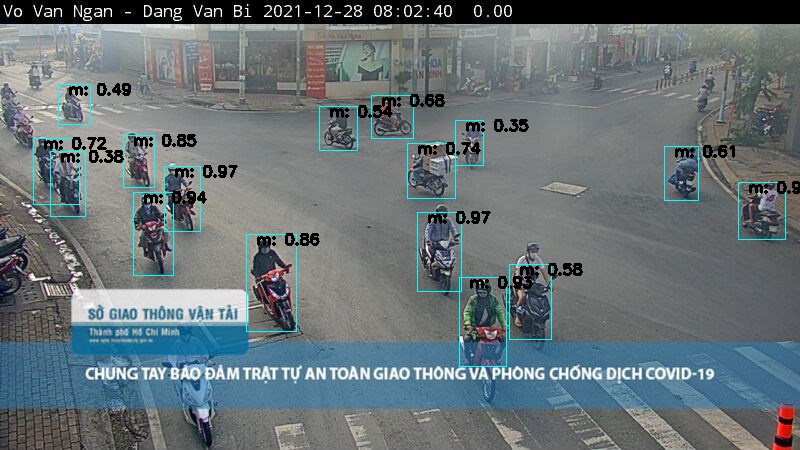 Vo Van Ngan - Dang Van Bi 2021-12-28 08:02:40  0.00
m: 0.49
m: 0.68
m: 0.54
m: 0.35
m: 0.72
m: 0.85
m: 0.38
m: 0.74
m: 0.61
m: 0.97
m: 0.94
m: 0.9
m: 0.97
m: 0.86
m: 0.58
m: 0.93
SỞ GIAO THÔNG VẬN TẢI
Thành phố Hồ Chí Minh
CHUNG TAY BẢO ĐẢM TRẬT TỰ AN TOÀN GIAO THÔNG VÀ PHÒNG CHỐNG DỊCH COVID-19